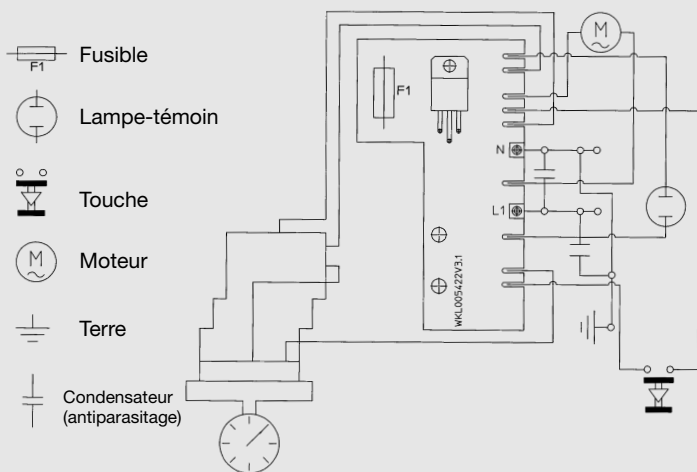 F1
Fusible
Lampe-témoin
Touche
M
Moteur
Terre
Condensateur
(antiparasitage)
F1
M
N
L1
WKL005422V3.1